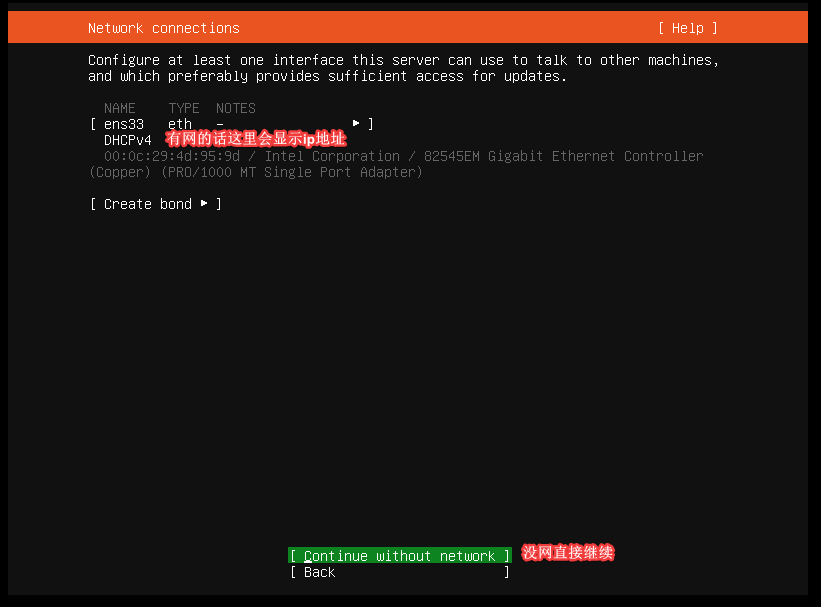 Network connections [ Help ]
Configure at least one interface this server can use to talk to other machines,
and which preferably provides sufficient access for updates.
NAME TYPE NOTES
[ ens33 eth - ▸ ]
DHCPv4 有网的话这里会显示ip地址
00:0c:29:4d:95:9d / Intel Corporation / 82545EM Gigabit Ethernet Controller
(Copper) (PRO/1000 MT Single Port Adapter)
[ Create bond ▸ ]
[ Continue without network ] 没网直接继续
[ Back ]